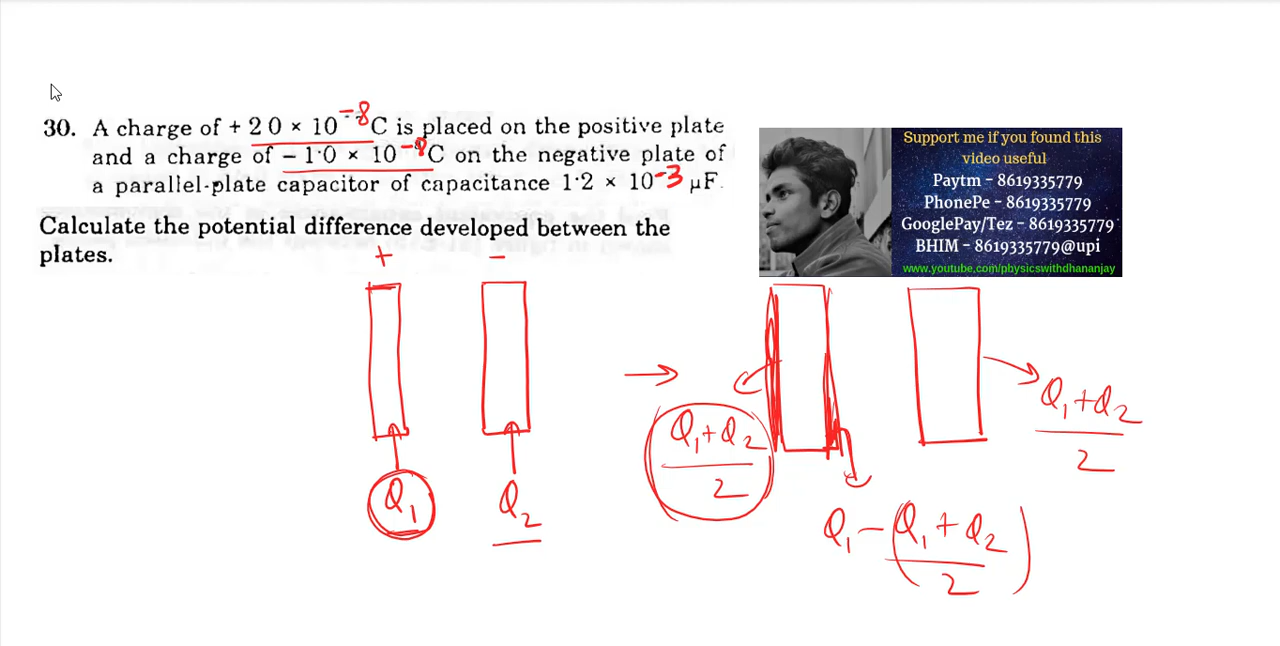 30. A charge of + 2 0 × 10⁻⁸ C is placed on the positive plate
and a charge of – 1·0 × 10⁻⁸ C on the negative plate of
a parallel-plate capacitor of capacitance 1·2 × 10⁻³ μF.
Calculate the potential difference developed between the
plates.
Support me if you found this
video useful
Paytm - 8619335779
PhonePe - 8619335779
GooglePay/Tez - 8619335779
BHIM - 8619335779@upi
www.youtube.com/physicswithdhananjay
+ −
Q₁
Q₂
→
(Q₁+Q₂)/2
(Q₁+Q₂)/2
Q₁ − ((Q₁+Q₂)/2)